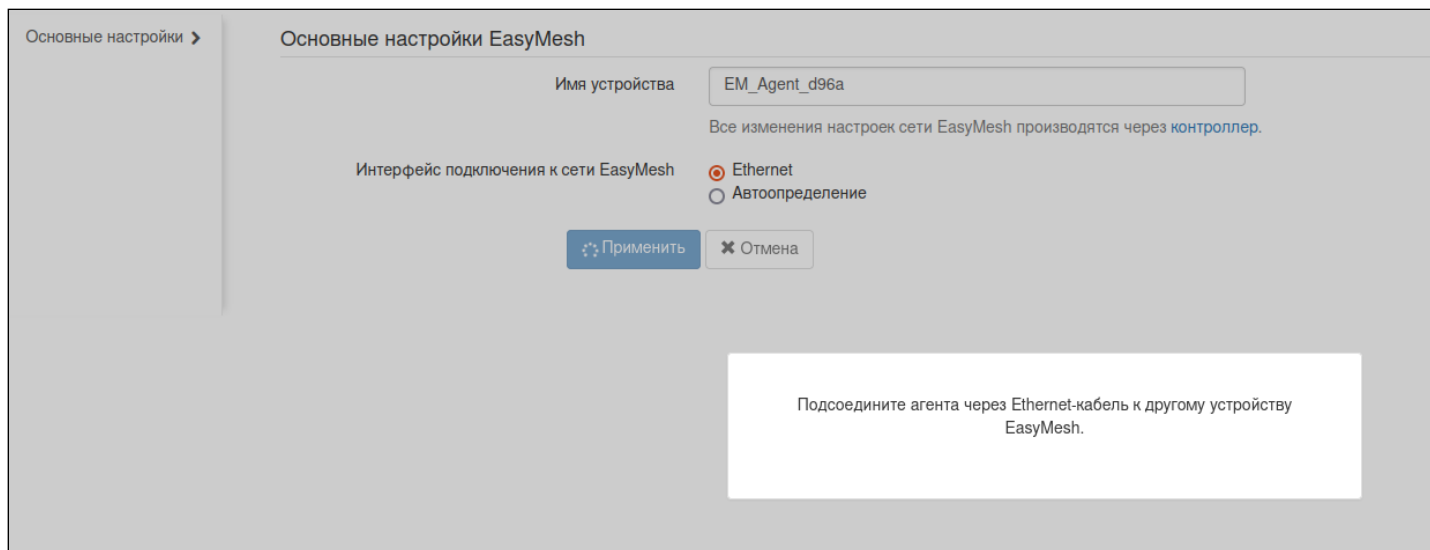 Основные настройки
Основные настройки EasyMesh
Имя устройства
EM_Agent_d96a
Все изменения настроек сети EasyMesh производятся через контроллер.
Интерфейс подключения к сети EasyMesh
Ethernet
Автоопределение
Применить
Отмена
Подсоедините агента через Ethernet-кабель к другому устройству
EasyMesh.